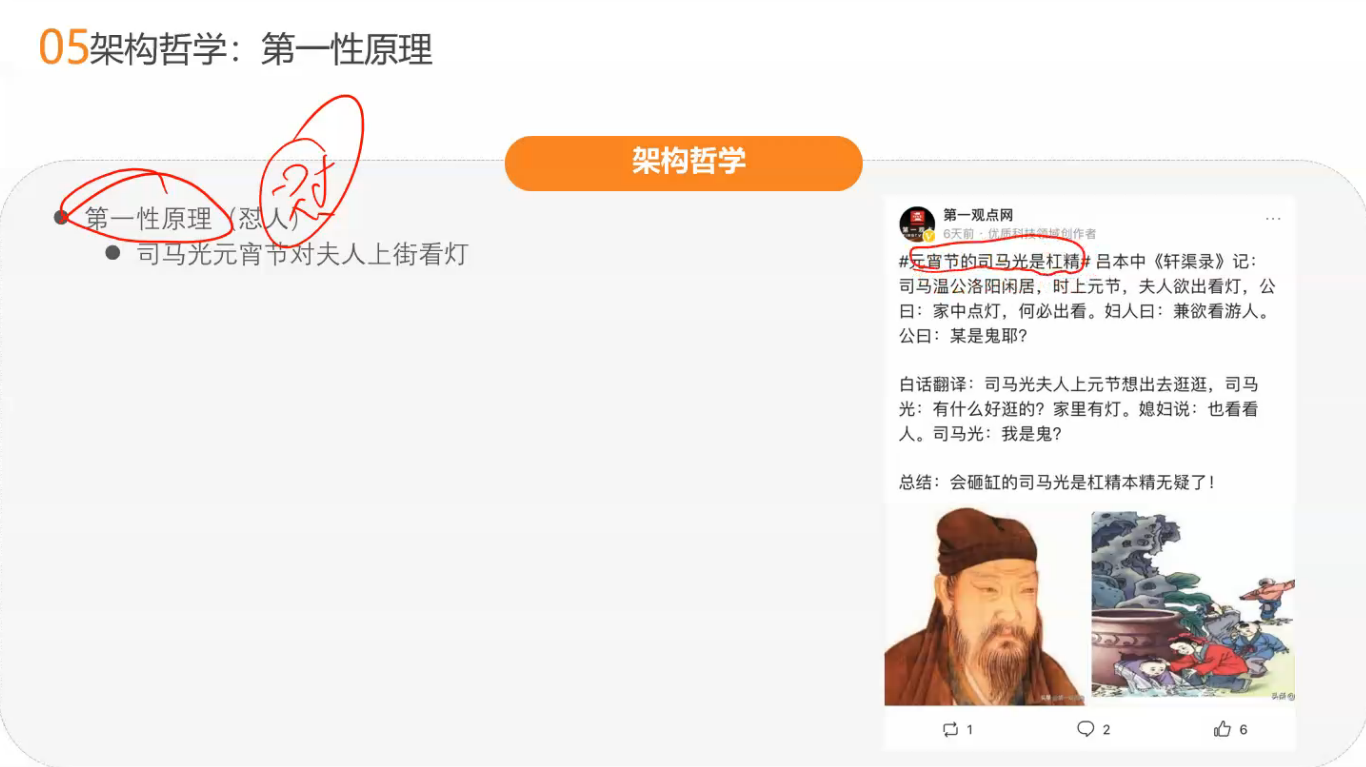 05架构哲学：第一性原理
架构哲学
第一性原理（怼人）
怼
司马光元宵节对夫人上街看灯
第一观点网
6天前·优质科技领域创作者
#元宵节的司马光是杠精# 吕本中《轩渠录》记：
司马温公洛阳闲居，时上元节，夫人欲出看灯，公
曰：家中点灯，何必出看。妇人曰：兼欲看游人。
公曰：某是鬼耶？
白话翻译：司马光夫人上元节想出去逛逛，司马
光：有什么好逛的？家里有灯。媳妇说：也看看
人。司马光：我是鬼？
总结：会砸缸的司马光是杠精本精无疑了！
1
2
6